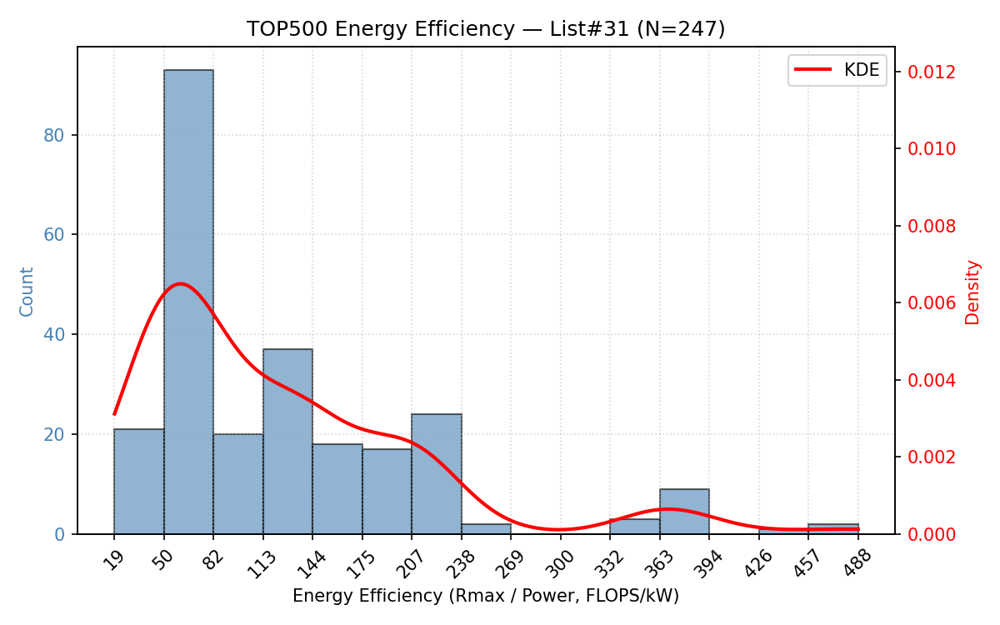 TOP500 Energy Efficiency — List#31 (N=247)
KDE
Count
80
60
40
20
0
0.012
0.010
0.008
0.006
0.004
0.002
0.000
Density
19 50 82 113 144 175 207 238 269 300 332 363 394 426 457 488
Energy Efficiency (Rmax / Power, FLOPS/kW)